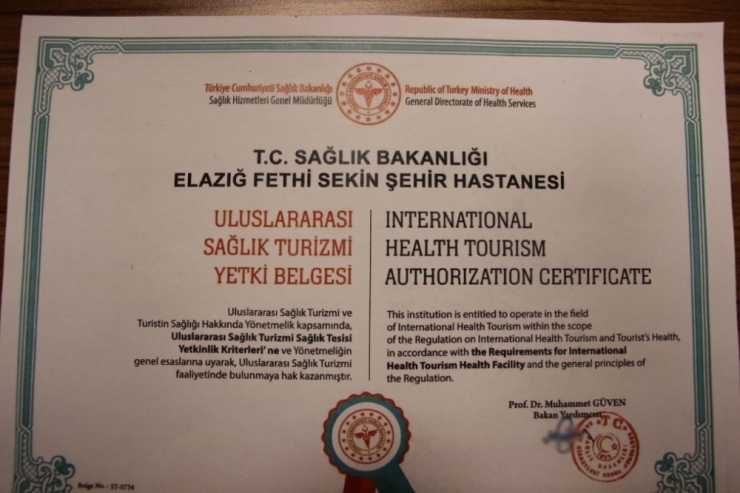 Türkiye Cumhuriyeti Sağlık Bakanlığı
Sağlık Hizmetleri Genel Müdürlüğü
Republic of Turkey Ministry of Health
General Directorate of Health Services
T.C. SAĞLIK BAKANLIĞI
ELAZIĞ FETHİ SEKİN ŞEHİR HASTANESİ
ULUSLARARASI
SAĞLIK TURİZMİ
YETKİ BELGESİ
INTERNATIONAL
HEALTH TOURISM
AUTHORIZATION CERTIFICATE
Uluslararası Sağlık Turizmi ve
Turistin Sağlığı Hakkında Yönetmelik kapsamında,
Uluslararası Sağlık Turizmi Sağlık Tesisi
Yetkinlik Kriterleri' ne ve Yönetmeliğin
genel esaslarına uyarak, Uluslararası Sağlık Turizmi
faaliyetinde bulunmaya hak kazanmıştır.
This institution is entitled to operate in the field
of International Health Tourism within the scope
of the Regulation on International Health Tourism and Tourist's Health,
in accordance with the Requirements for International
Health Tourism Health Facility and the general principles of
the Regulation.
Prof. Dr. Muhammet GÜVEN
Bakan Yardımcısı
Belge No. : ST-0734